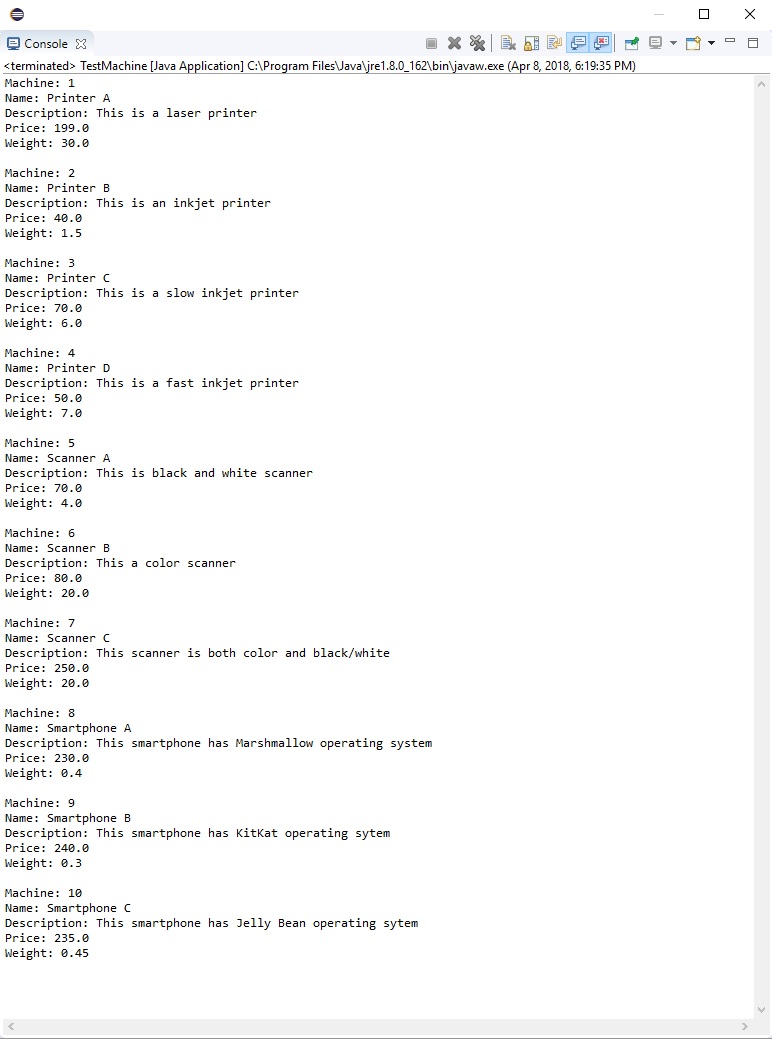 Console
<terminated> TestMachine [Java Application] C:\Program Files\Java\jre1.8.0_162\bin\javaw.exe (Apr 8, 2018, 6:19:35 PM)
Machine: 1
Name: Printer A
Description: This is a laser printer
Price: 199.0
Weight: 30.0

Machine: 2
Name: Printer B
Description: This is an inkjet printer
Price: 40.0
Weight: 1.5

Machine: 3
Name: Printer C
Description: This is a slow inkjet printer
Price: 70.0
Weight: 6.0

Machine: 4
Name: Printer D
Description: This is a fast inkjet printer
Price: 50.0
Weight: 7.0

Machine: 5
Name: Scanner A
Description: This is black and white scanner
Price: 70.0
Weight: 4.0

Machine: 6
Name: Scanner B
Description: This a color scanner
Price: 80.0
Weight: 20.0

Machine: 7
Name: Scanner C
Description: This scanner is both color and black/white
Price: 250.0
Weight: 20.0

Machine: 8
Name: Smartphone A
Description: This smartphone has Marshmallow operating system
Price: 230.0
Weight: 0.4

Machine: 9
Name: Smartphone B
Description: This smartphone has KitKat operating sytem
Price: 240.0
Weight: 0.3

Machine: 10
Name: Smartphone C
Description: This smartphone has Jelly Bean operating sytem
Price: 235.0
Weight: 0.45